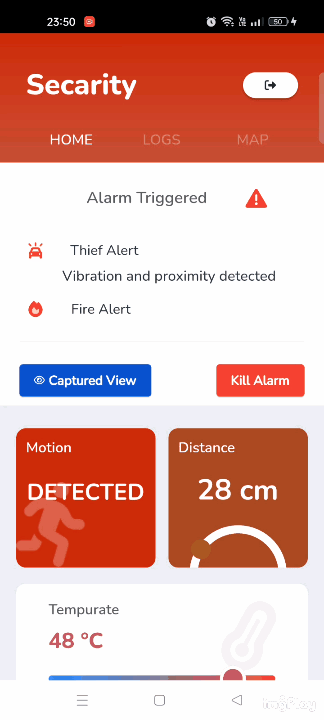 23:50
50
Secarity
HOME LOGS MAP
Alarm Triggered
Thief Alert
Vibration and proximity detected
Fire Alert
Captured View
Kill Alarm
Motion
DETECTED
Distance
28 cm
Tempurate
48 °C